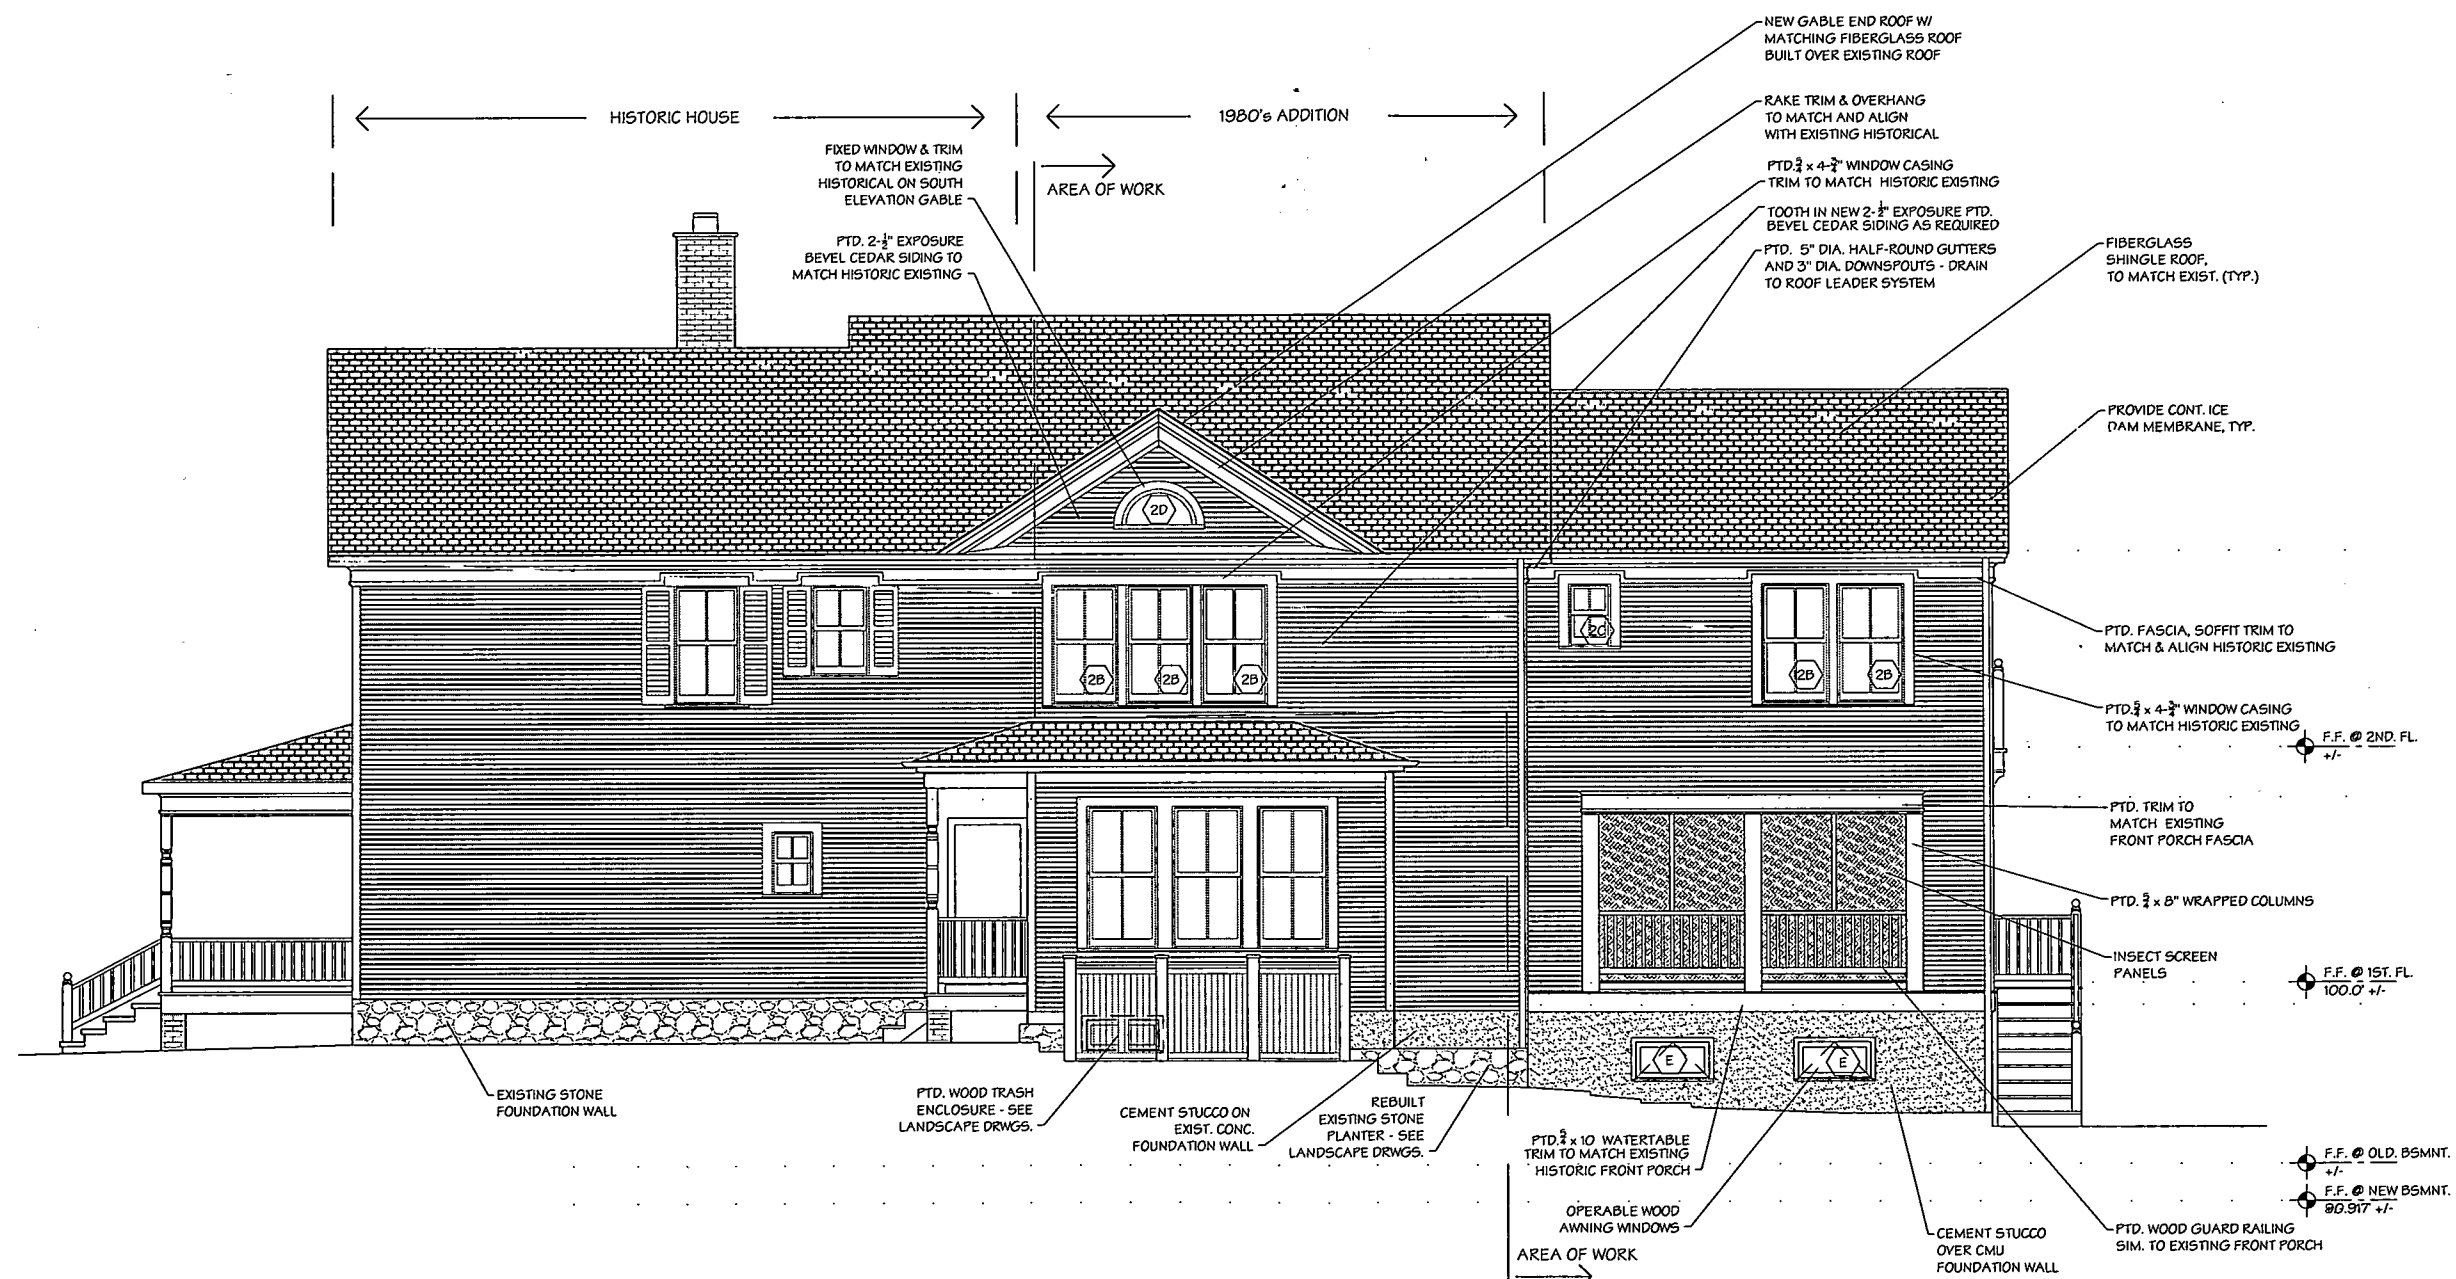 NEW GABLE END ROOF W/
MATCHING FIBERGLASS ROOF
BUILT OVER EXISTING ROOF
RAKE TRIM & OVERHANG
TO MATCH AND ALIGN
WITH EXISTING HISTORICAL
HISTORIC HOUSE
1980's ADDITION
FIXED WINDOW & TRIM
TO MATCH EXISTING
HISTORICAL ON SOUTH
ELEVATION GABLE
AREA OF WORK
PTD. 5/4 x 4-3/4" WINDOW CASING
TRIM TO MATCH HISTORIC EXISTING
TOOTH IN NEW 2-1/2" EXPOSURE PTD.
BEVEL CEDAR SIDING AS REQUIRED
PTD. 2-1/2" EXPOSURE
BEVEL CEDAR SIDING TO
MATCH HISTORIC EXISTING
PTD. 5" DIA. HALF-ROUND GUTTERS
AND 3" DIA. DOWNSPOUTS - DRAIN
TO ROOF LEADER SYSTEM
FIBERGLASS
SHINGLE ROOF,
TO MATCH EXIST. (TYP.)
PROVIDE CONT. ICE
DAM MEMBRANE, TYP.
2D
2C
PTD. FASCIA, SOFFIT TRIM TO
MATCH & ALIGN HISTORIC EXISTING
2B 2B 2B 2B 2B
PTD. 5/4 x 4-3/4" WINDOW CASING
TO MATCH HISTORIC EXISTING
F.F. @ 2ND. FL.
+/-
PTD. TRIM TO
MATCH EXISTING
FRONT PORCH FASCIA
PTD. 5/4 x 8" WRAPPED COLUMNS
INSECT SCREEN
PANELS
F.F. @ 1ST. FL.
100.0' +/-
E E
EXISTING STONE
FOUNDATION WALL
PTD. WOOD TRASH
ENCLOSURE - SEE
LANDSCAPE DRWGS.
CEMENT STUCCO ON
EXIST. CONC.
FOUNDATION WALL
REBUILT
EXISTING STONE
PLANTER - SEE
LANDSCAPE DRWGS.
PTD. 5/4 x 10 WATERTABLE
TRIM TO MATCH EXISTING
HISTORIC FRONT PORCH
F.F. @ OLD. BSMNT.
+/-
F.F. @ NEW BSMNT.
90.917' +/-
OPERABLE WOOD
AWNING WINDOWS
CEMENT STUCCO
OVER CMU
FOUNDATION WALL
PTD. WOOD GUARD RAILING
SIM. TO EXISTING FRONT PORCH
AREA OF WORK